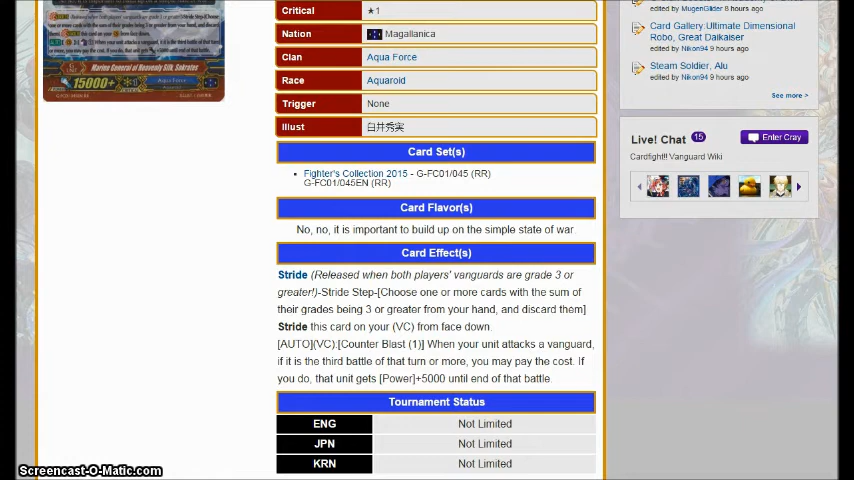 Marine General of Heavenly Silk, Sokrates
15000+
Aqua Force
Critical ★1
Nation Magallanica
Clan Aqua Force
Race Aquaroid
Trigger None
Illust 臼井秀実
Card Set(s)
Fighter's Collection 2015 - G-FC01/045 (RR)
G-FC01/045EN (RR)
Card Flavor(s)
No, no, it is important to build up on the simple state of war.
Card Effect(s)
Stride (Released when both players' vanguards are grade 3 or
greater!)-Stride Step-[Choose one or more cards with the sum of
their grades being 3 or greater from your hand, and discard them]
Stride this card on your (VC) from face down.
[AUTO](VC):[Counter Blast (1)] When your unit attacks a vanguard,
if it is the third battle of that turn or more, you may pay the cost. If
you do, that unit gets [Power]+5000 until end of that battle.
Tournament Status
ENG Not Limited
JPN Not Limited
KRN Not Limited
edited by MugenGlider 8 hours ago
Card Gallery:Ultimate Dimensional
Robo, Great Daikaiser
edited by Nikon94 9 hours ago
Steam Soldier, Alu
edited by Nikon94 9 hours ago
See more >
Live! Chat 15
Enter Cray
Cardfight!! Vanguard Wiki
Screencast-O-Matic.com